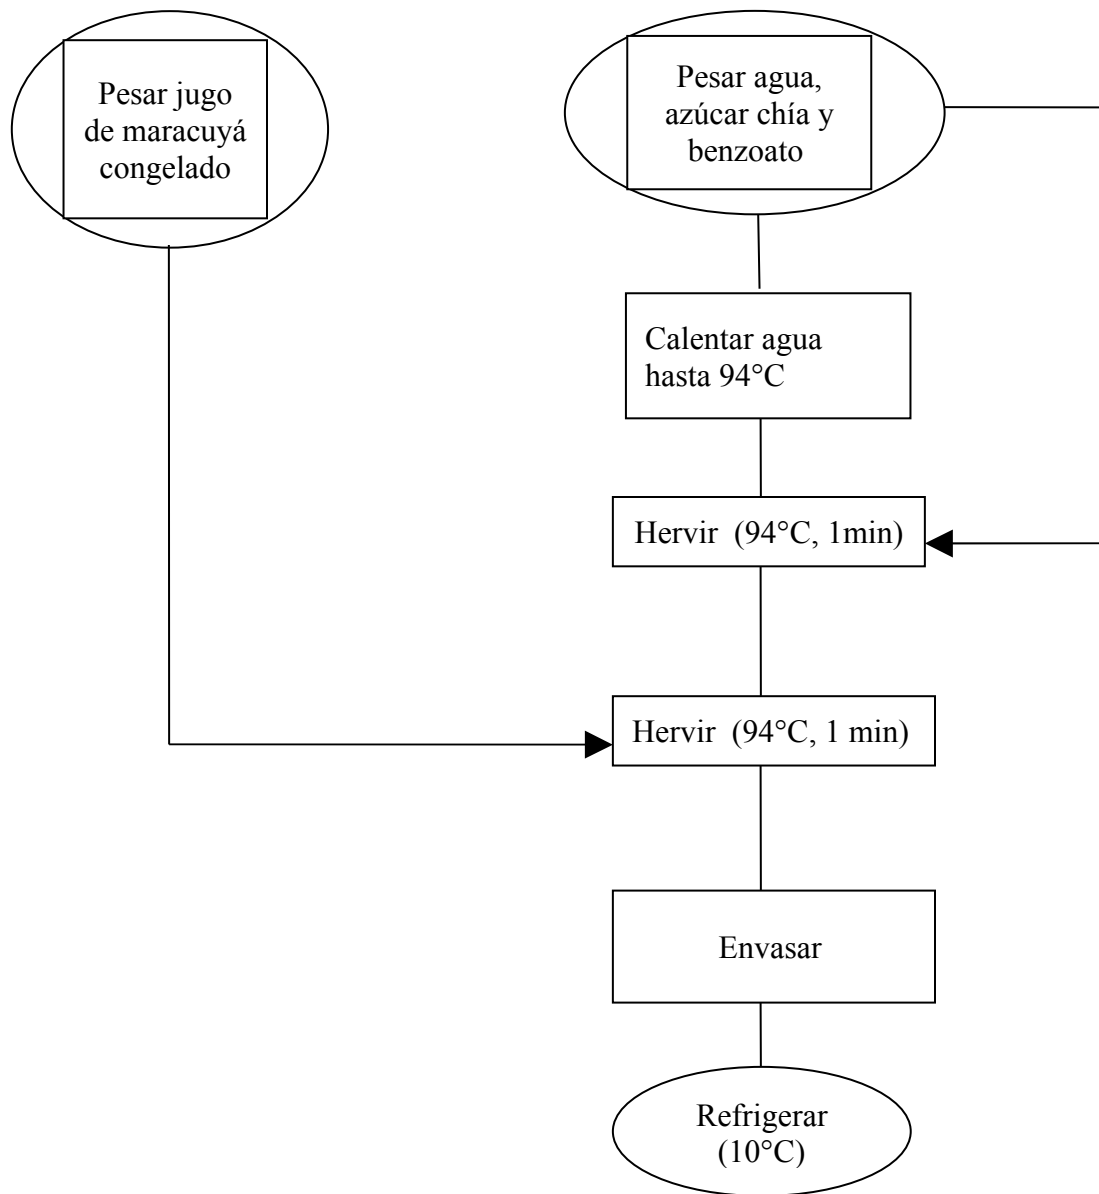 Pesar jugo
de maracuyá
congelado
Pesar agua,
azúcar chía y
benzoato
Calentar agua
hasta 94°C
Hervir  (94°C, 1min)
Hervir  (94°C, 1 min)
Envasar
Refrigerar
(10°C)